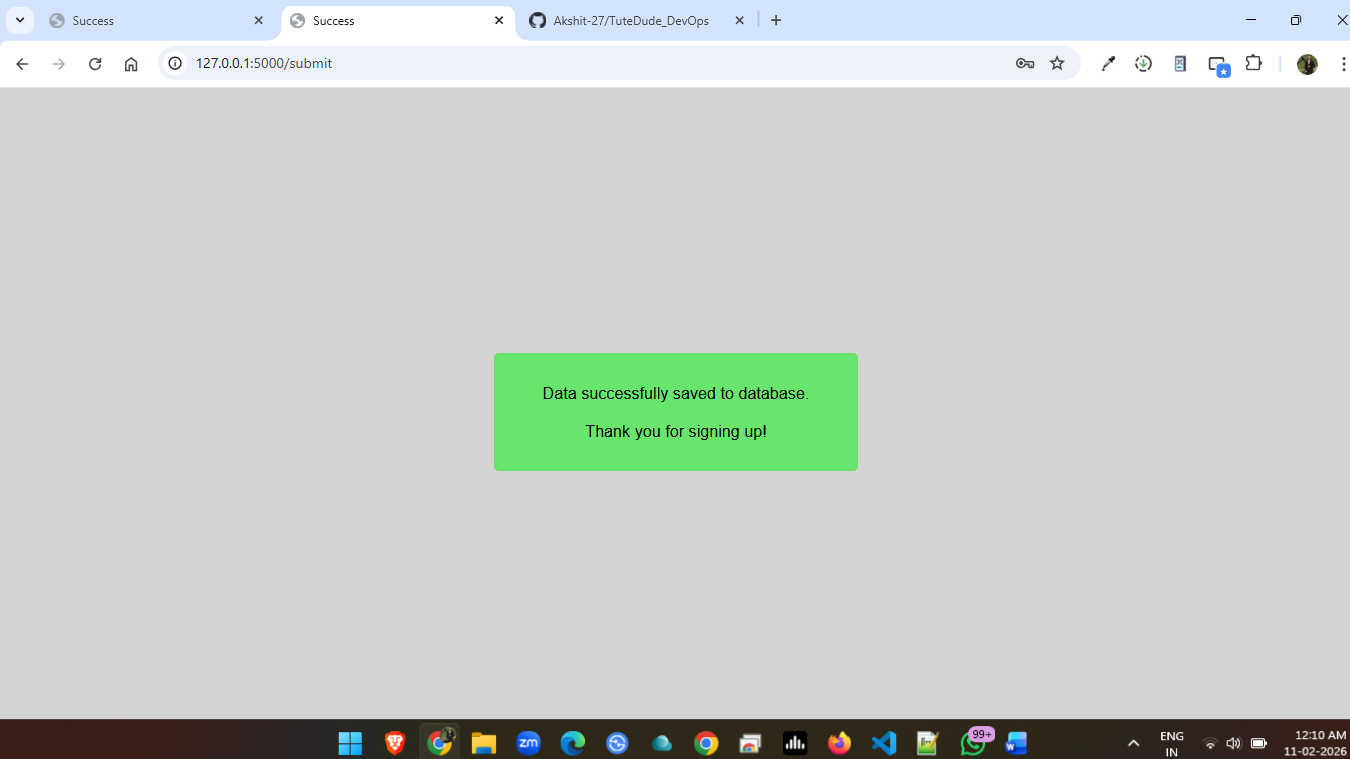 Success
Success
Akshit-27/TuteDude_DevOps
127.0.0.1:5000/submit
Data successfully saved to database.
Thank you for signing up!
zm
99+
W
ENG
IN
12:10 AM
11-02-2026